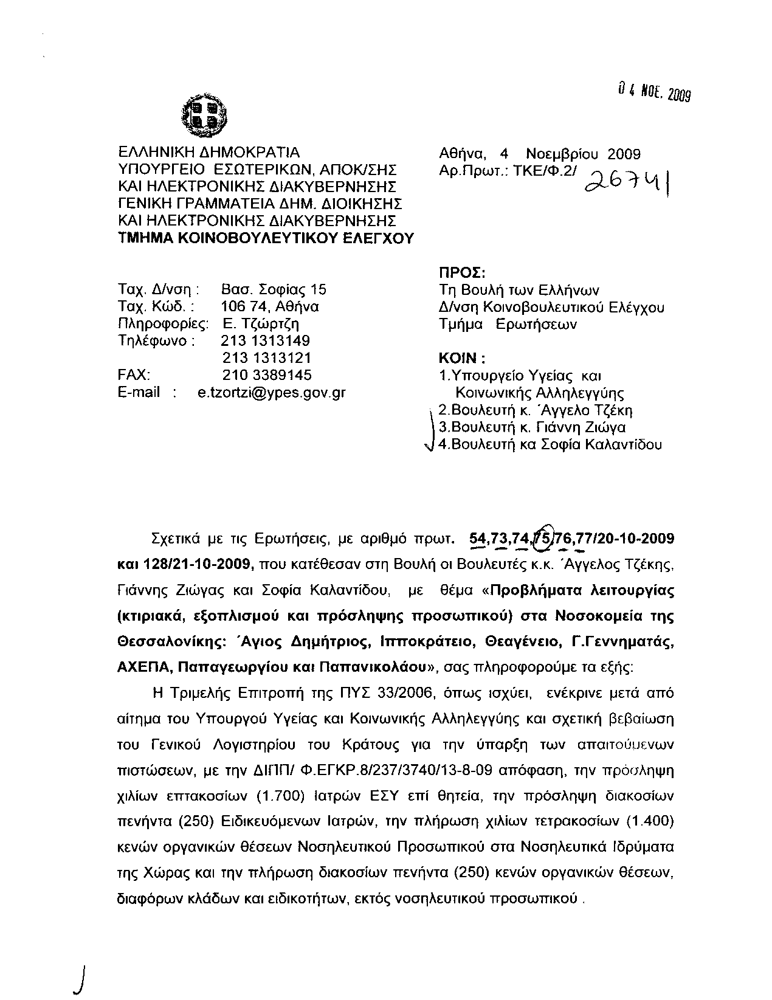 04 ΝΟΕ. 2009
ΕΛΛΗΝΙΚΗ ΔΗΜΟΚΡΑΤΙΑ
ΥΠΟΥΡΓΕΙΟ ΕΣΩΤΕΡΙΚΩΝ, ΑΠΟΚ/ΣΗΣ
ΚΑΙ ΗΛΕΚΤΡΟΝΙΚΗΣ ΔΙΑΚΥΒΕΡΝΗΣΗΣ
ΓΕΝΙΚΗ ΓΡΑΜΜΑΤΕΙΑ ΔΗΜ. ΔΙΟΙΚΗΣΗΣ
ΚΑΙ ΗΛΕΚΤΡΟΝΙΚΗΣ ΔΙΑΚΥΒΕΡΝΗΣΗΣ
ΤΜΗΜΑ ΚΟΙΝΟΒΟΥΛΕΥΤΙΚΟΥ ΕΛΕΓΧΟΥ
Αθήνα, 4 Νοεμβρίου 2009
Αρ.Πρωτ.: ΤΚΕ/Φ.2/ 26741
Ταχ. Δ/νση : Βασ. Σοφίας 15
Ταχ. Κώδ. : 106 74, Αθήνα
Πληροφορίες: Ε. Τζώρτζη
Τηλέφωνο : 213 1313149
213 1313121
FAX: 210 3389145
E-mail : e.tzortzi@ypes.gov.gr
ΠΡΟΣ:
Τη Βουλή των Ελλήνων
Δ/νση Κοινοβουλευτικού Ελέγχου
Τμήμα Ερωτήσεων
ΚΟΙΝ :
1.Υπουργείο Υγείας και
Κοινωνικής Αλληλεγγύης
2.Βουλευτή κ. Άγγελο Τζέκη
3.Βουλευτή κ. Γιάννη Ζιώγα
4.Βουλευτή κα Σοφία Καλαντίδου
Σχετικά με τις Ερωτήσεις, με αριθμό πρωτ. 54,73,74,75,76,77/20-10-2009
και 128/21-10-2009, που κατέθεσαν στη Βουλή οι Βουλευτές κ.κ. Άγγελος Τζέκης,
Γιάννης Ζιώγας και Σοφία Καλαντίδου, με θέμα «Προβλήματα λειτουργίας
(κτιριακά, εξοπλισμού και πρόσληψης προσωπικού) στα Νοσοκομεία της
Θεσσαλονίκης: Άγιος Δημήτριος, Ιπποκράτειο, Θεαγένειο, Γ.Γεννηματάς,
ΑΧΕΠΑ, Παπαγεωργίου και Παπανικολάου», σας πληροφορούμε τα εξής:
Η Τριμελής Επιτροπή της ΠΥΣ 33/2006, όπως ισχύει, ενέκρινε μετά από
αίτημα του Υπουργού Υγείας και Κοινωνικής Αλληλεγγύης και σχετική βεβαίωση
του Γενικού Λογιστηρίου του Κράτους για την ύπαρξη των απαιτούμενων
πιστώσεων, με την ΔΙΠΠ/ Φ.ΕΓΚΡ.8/237/3740/13-8-09 απόφαση, την πρόσληψη
χιλίων επτακοσίων (1.700) Ιατρών ΕΣΥ επί θητεία, την πρόσληψη διακοσίων
πενήντα (250) Ειδικευόμενων Ιατρών, την πλήρωση χιλίων τετρακοσίων (1.400)
κενών οργανικών θέσεων Νοσηλευτικού Προσωπικού στα Νοσηλευτικά Ιδρύματα
της Χώρας και την πλήρωση διακοσίων πενήντα (250) κενών οργανικών θέσεων,
διαφόρων κλάδων και ειδικοτήτων, εκτός νοσηλευτικού προσωπικού .